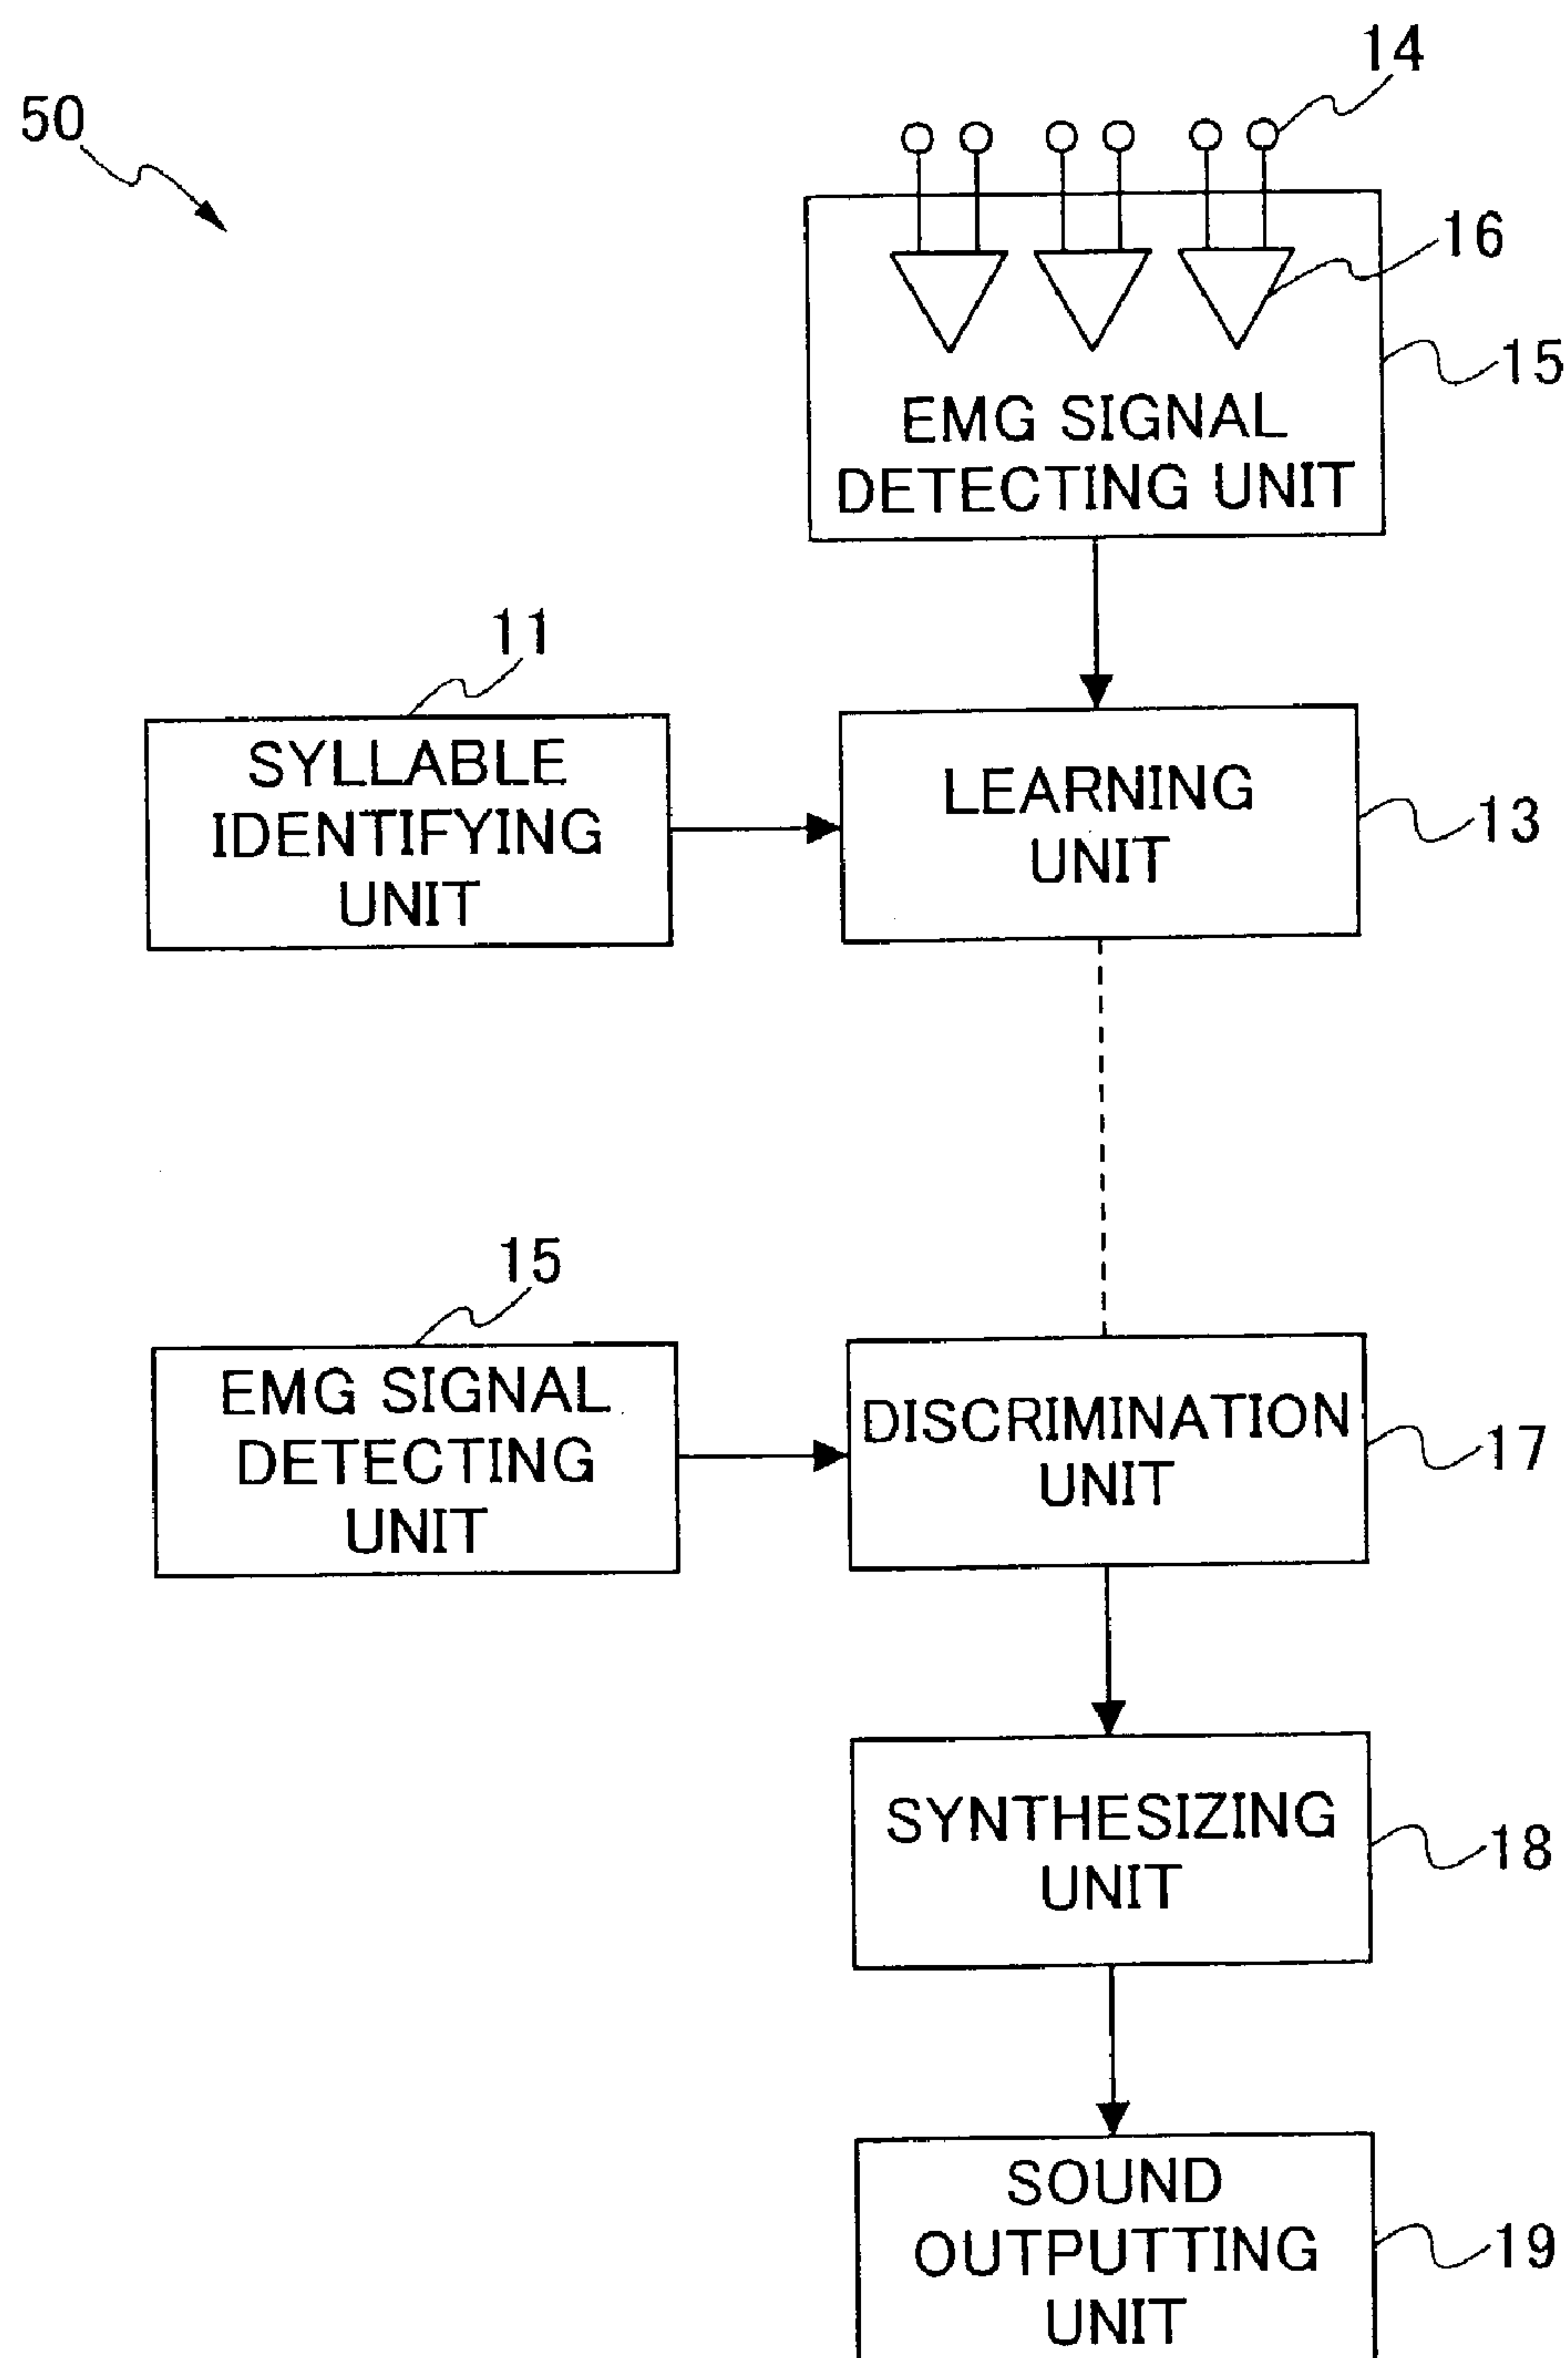 14
50
16
15
EMG SIGNAL
DETECTING UNIT
11
SYLLABLE
IDENTIFYING
UNIT
LEARNING
UNIT
13
15
EMG SIGNAL
DETECTING
UNIT
DISCRIMINATION
UNIT
17
SYNTHESIZING
UNIT
18
SOUND
OUTPUTTING
UNIT
19